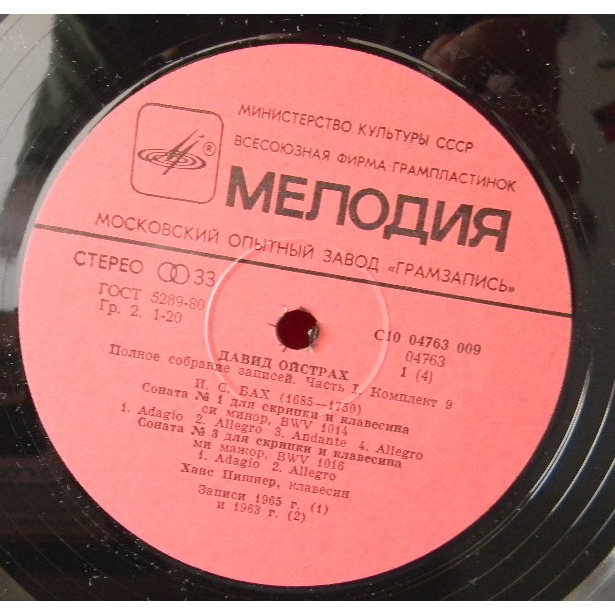 МИНИСТЕРСТВО КУЛЬТУРЫ СССР
ВСЕСОЮЗНАЯ ФИРМА ГРАМПЛАСТИНОК
®
МЕЛОДИЯ
МОСКОВСКИЙ ОПЫТНЫЙ ЗАВОД «ГРАМЗАПИСЬ»
СТЕРЕО 33
ГОСТ 5289-80
Гр. 2. 1-20
С10 04763 009
04763
1 (4)
ДАВИД ОЙСТРАХ
Полное собрание записей. Часть I. Комплект 9
И. С. БАХ (1685—1750)
Соната № 1 для скрипки и клавесина
си минор, BWV 1014
1. Adagio 2. Allegro 3. Andante 4. Allegro
Соната № 3 для скрипки и клавесина
ми мажор, BWV 1016
1. Adagio 2. Allegro
Ханс Пишнер, клавесин
Записи 1965 г. (1)
и 1963 г. (2)